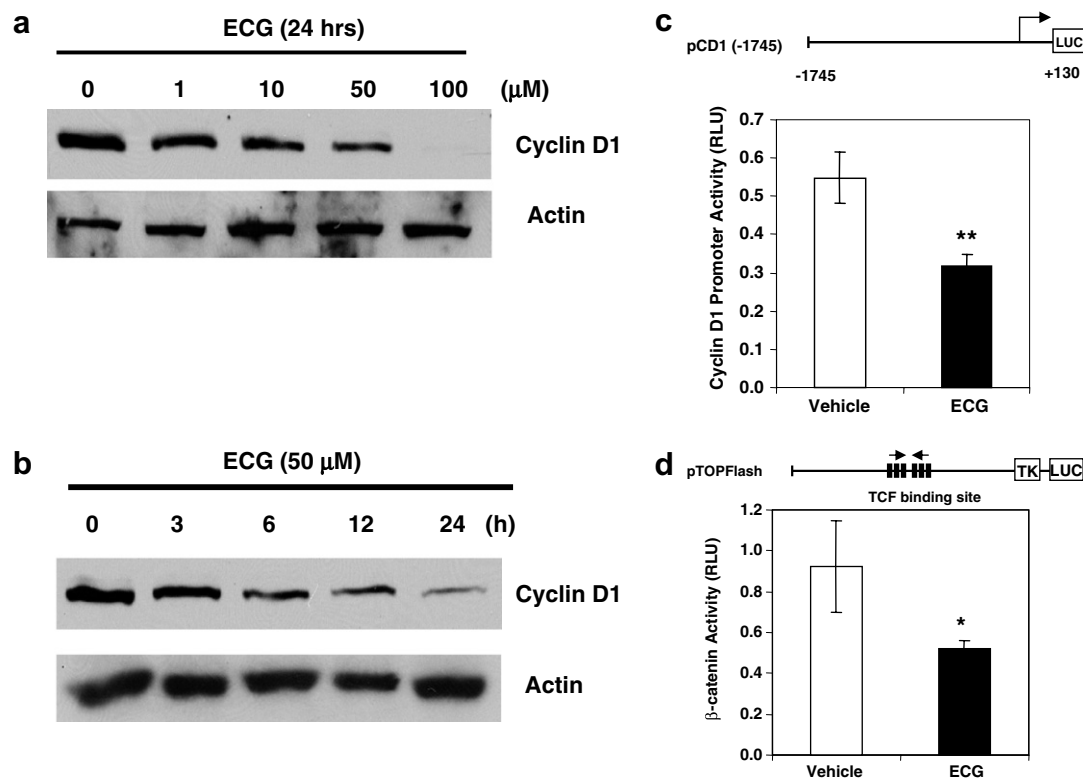 a
ECG (24 hrs)
0 1 10 50 100 (µM)
Cyclin D1
Actin
b
ECG (50 µM)
0 3 6 12 24 (h)
Cyclin D1
Actin
c
pCD1 (-1745)
LUC
-1745 +130
Cyclin D1 Promoter Activity (RLU)
0.7
0.6
0.5
0.4
0.3
0.2
0.1
0.0
**
Vehicle ECG
d
pTOPFlash
TK LUC
TCF binding site
β-catenin Activity (RLU)
1.2
1.0
0.8
0.6
0.4
0.2
0.0
*
Vehicle ECG